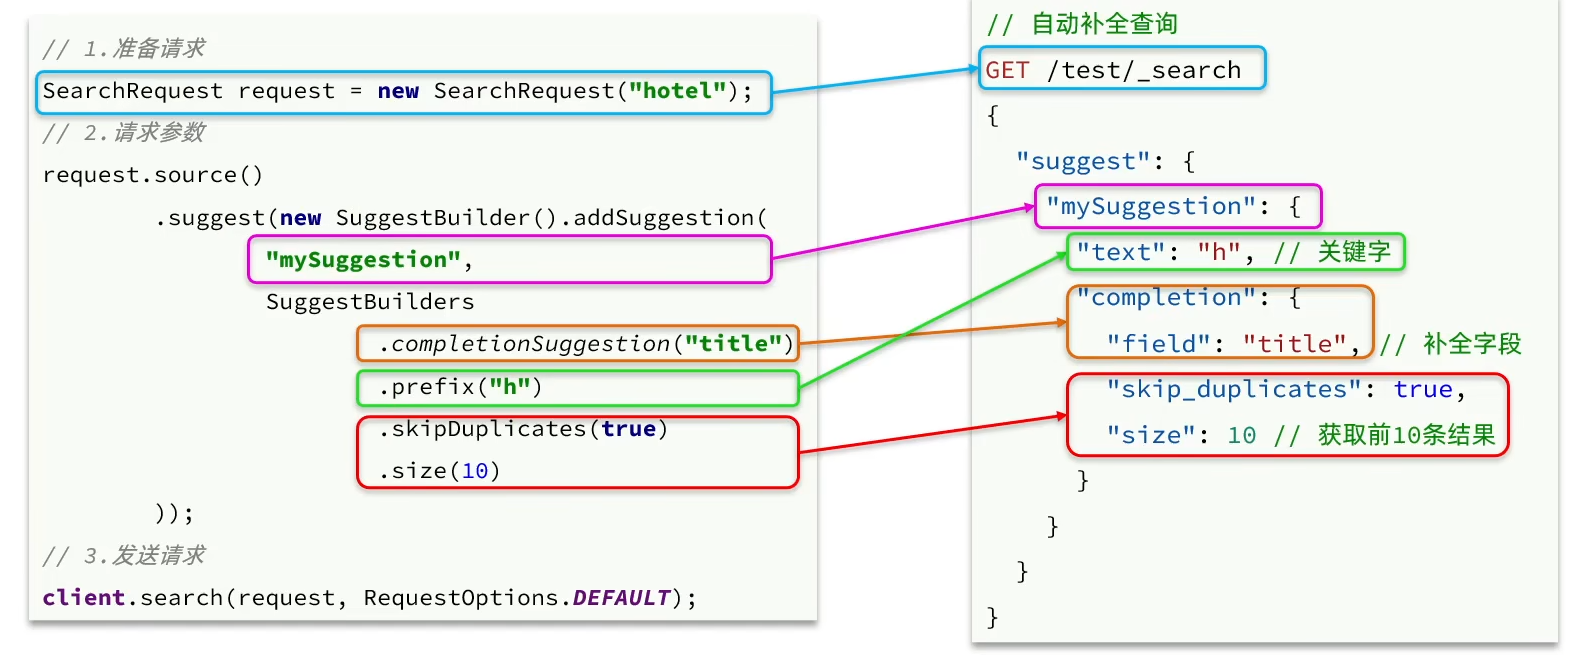 // 1.准备请求
SearchRequest request = new SearchRequest("hotel");
// 2.请求参数
request.source()
.suggest(new SuggestBuilder().addSuggestion(
"mySuggestion",
SuggestBuilders
.completionSuggestion("title")
.prefix("h")
.skipDuplicates(true)
.size(10)
));
// 3.发送请求
client.search(request, RequestOptions.DEFAULT);
// 自动补全查询
GET /test/_search
{
"suggest": {
"mySuggestion": {
"text": "h", // 关键字
"completion": {
"field": "title", // 补全字段
"skip_duplicates": true,
"size": 10 // 获取前10条结果
}
}
}
}